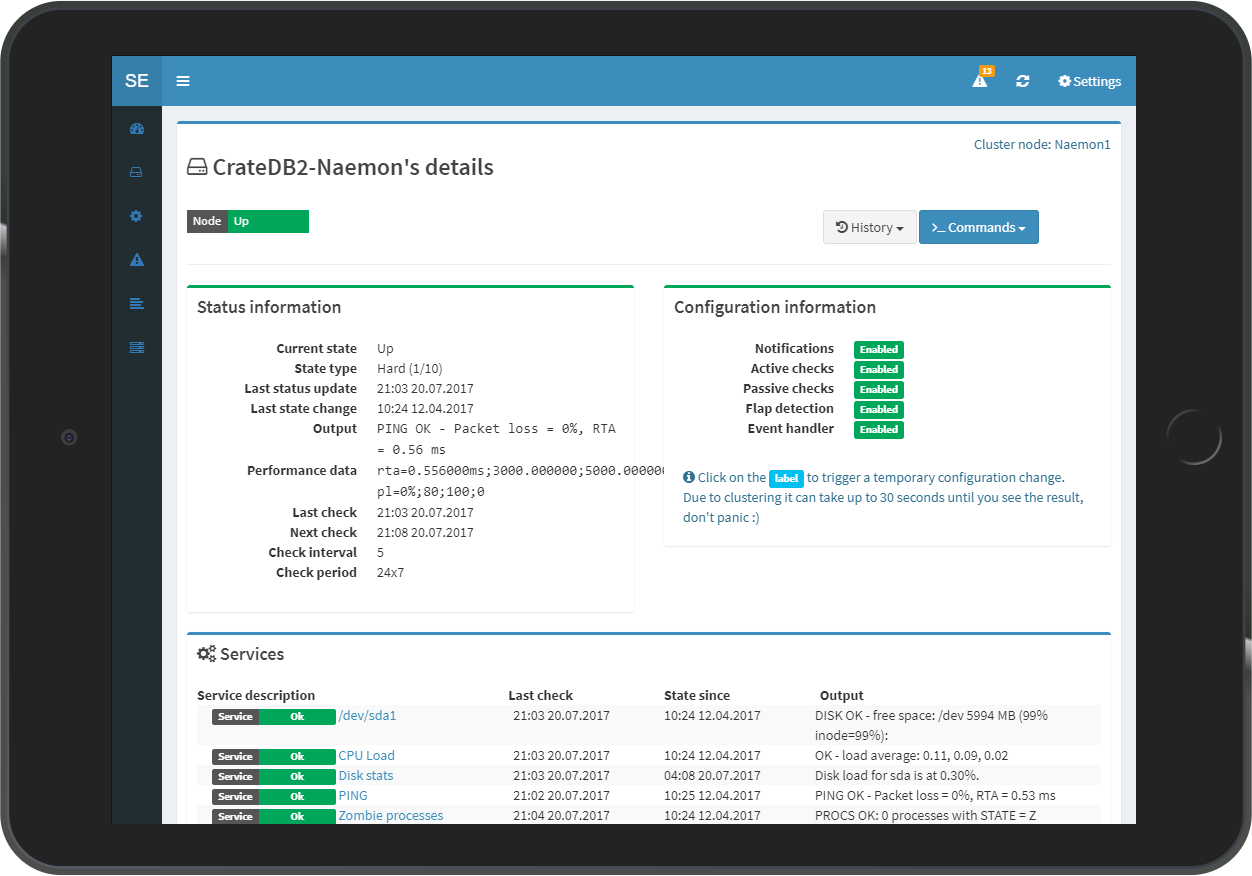 SE
13
Settings
Cluster node: Naemon1
CrateDB2-Naemon's details
Node Up
History
>_ Commands
Status information
Current state Up
State type Hard (1/10)
Last status update 21:03 20.07.2017
Last state change 10:24 12.04.2017
Output PING OK - Packet loss = 0%, RTA
= 0.56 ms
Performance data rta=0.556000ms;3000.000000;5000.000000
pl=0%;80;100;0
Last check 21:03 20.07.2017
Next check 21:08 20.07.2017
Check interval 5
Check period 24x7
Configuration information
Notifications Enabled
Active checks Enabled
Passive checks Enabled
Flap detection Enabled
Event handler Enabled
Click on the label to trigger a temporary configuration change.
Due to clustering it can take up to 30 seconds until you see the result,
don't panic :)
Services
Service description Last check State since Output
Service Ok /dev/sda1 21:03 20.07.2017 10:24 12.04.2017 DISK OK - free space: /dev 5994 MB (99%
inode=99%):
Service Ok CPU Load 21:03 20.07.2017 10:24 12.04.2017 OK - load average: 0.11, 0.09, 0.02
Service Ok Disk stats 21:03 20.07.2017 04:08 20.07.2017 Disk load for sda is at 0.30%.
Service Ok PING 21:02 20.07.2017 10:25 12.04.2017 PING OK - Packet loss = 0%, RTA = 0.53 ms
Service Ok Zombie processes 21:04 20.07.2017 10:24 12.04.2017 PROCS OK: 0 processes with STATE = Z